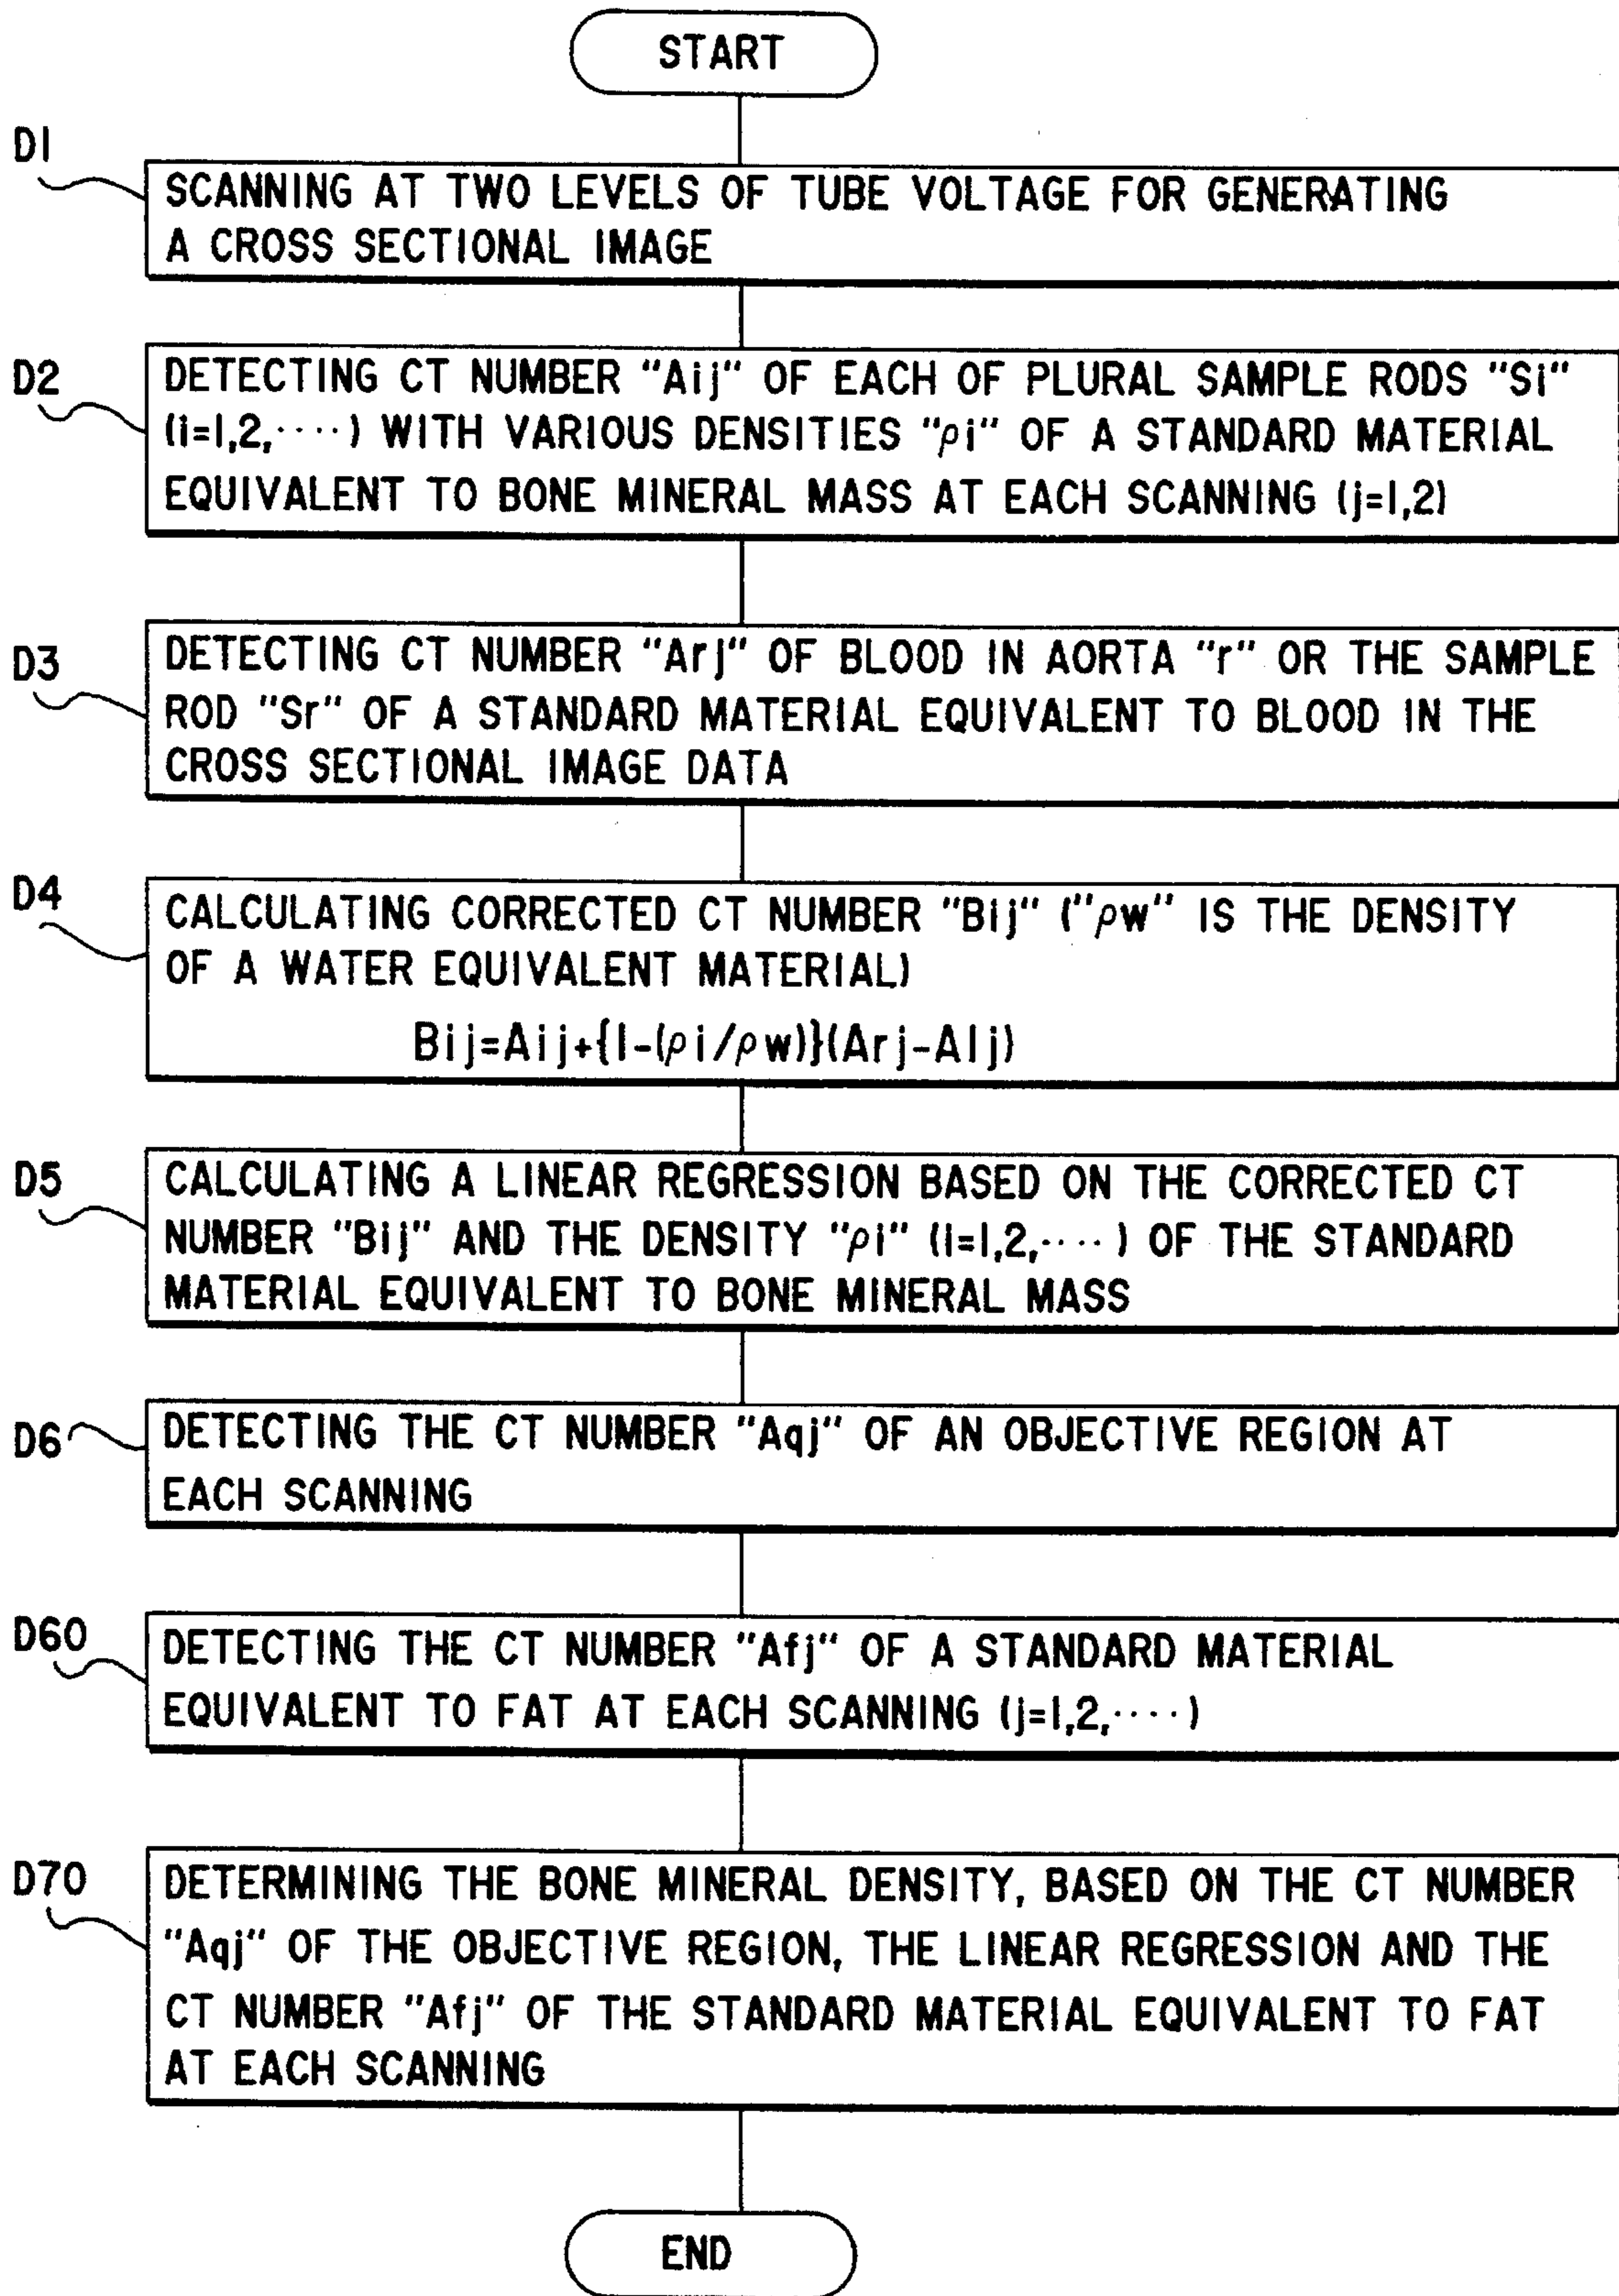 START
D1
SCANNING AT TWO LEVELS OF TUBE VOLTAGE FOR GENERATING
A CROSS SECTIONAL IMAGE
D2
DETECTING CT NUMBER "Aij" OF EACH OF PLURAL SAMPLE RODS "Si"
(i=1,2,····) WITH VARIOUS DENSITIES "ρi" OF A STANDARD MATERIAL
EQUIVALENT TO BONE MINERAL MASS AT EACH SCANNING (j=1,2)
D3
DETECTING CT NUMBER "Arj" OF BLOOD IN AORTA "r" OR THE SAMPLE
ROD "Sr" OF A STANDARD MATERIAL EQUIVALENT TO BLOOD IN THE
CROSS SECTIONAL IMAGE DATA
D4
CALCULATING CORRECTED CT NUMBER "Bij" ("ρw" IS THE DENSITY
OF A WATER EQUIVALENT MATERIAL)
Bij=Aij+{1-(ρi/ρw)}(Arj-A1j)
D5
CALCULATING A LINEAR REGRESSION BASED ON THE CORRECTED CT
NUMBER "Bij" AND THE DENSITY "ρi" (i=1,2,····) OF THE STANDARD
MATERIAL EQUIVALENT TO BONE MINERAL MASS
D6
DETECTING THE CT NUMBER "Aqj" OF AN OBJECTIVE REGION AT
EACH SCANNING
D60
DETECTING THE CT NUMBER "Afj" OF A STANDARD MATERIAL
EQUIVALENT TO FAT AT EACH SCANNING (j=1,2,····)
D70
DETERMINING THE BONE MINERAL DENSITY, BASED ON THE CT NUMBER
"Aqj" OF THE OBJECTIVE REGION, THE LINEAR REGRESSION AND THE
CT NUMBER "Afj" OF THE STANDARD MATERIAL EQUIVALENT TO FAT
AT EACH SCANNING
END